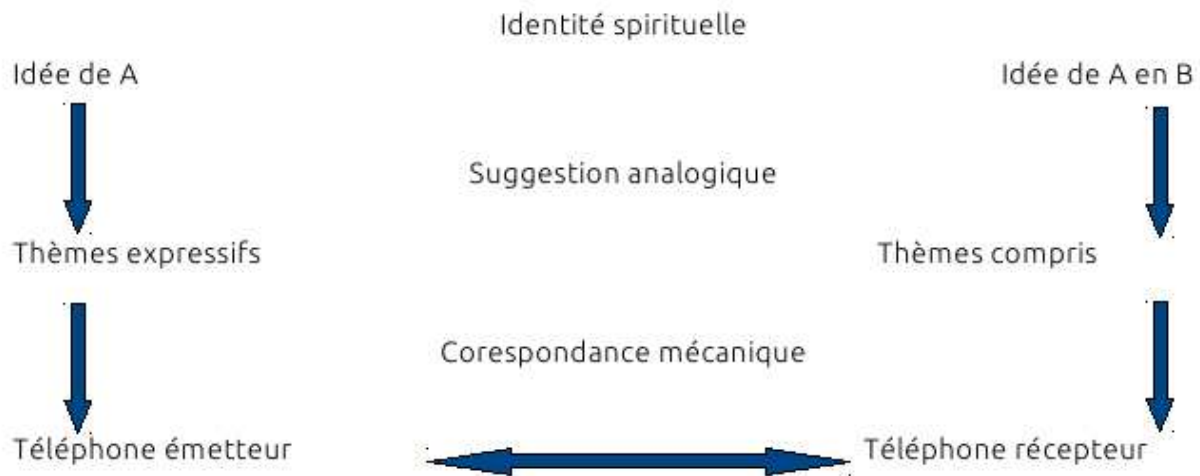 Identité spirituelle
Idée de A
Idée de A en B
Suggestion analogique
Thèmes expressifs
Thèmes compris
Corespondance mécanique
Téléphone émetteur
Téléphone récepteur